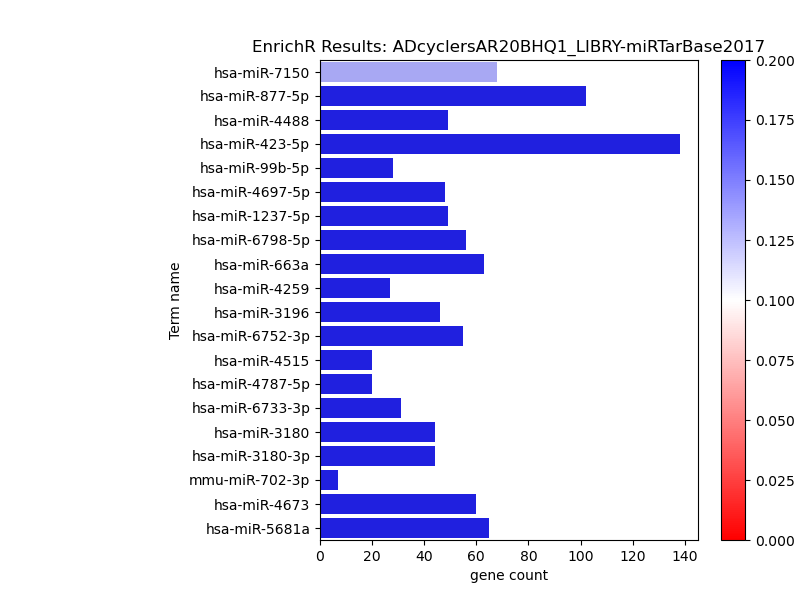 EnrichR Results: ADcyclersAR20BHQ1_LIBRY-miRTarBase2017
hsa-miR-7150
hsa-miR-877-5p
hsa-miR-4488
hsa-miR-423-5p
hsa-miR-99b-5p
hsa-miR-4697-5p
hsa-miR-1237-5p
hsa-miR-6798-5p
hsa-miR-663a
hsa-miR-4259
hsa-miR-3196
hsa-miR-6752-3p
hsa-miR-4515
hsa-miR-4787-5p
hsa-miR-6733-3p
hsa-miR-3180
hsa-miR-3180-3p
mmu-miR-702-3p
hsa-miR-4673
hsa-miR-5681a
Term name
0 20 40 60 80 100 120 140
gene count
0.200
0.175
0.150
0.125
0.100
0.075
0.050
0.025
0.000